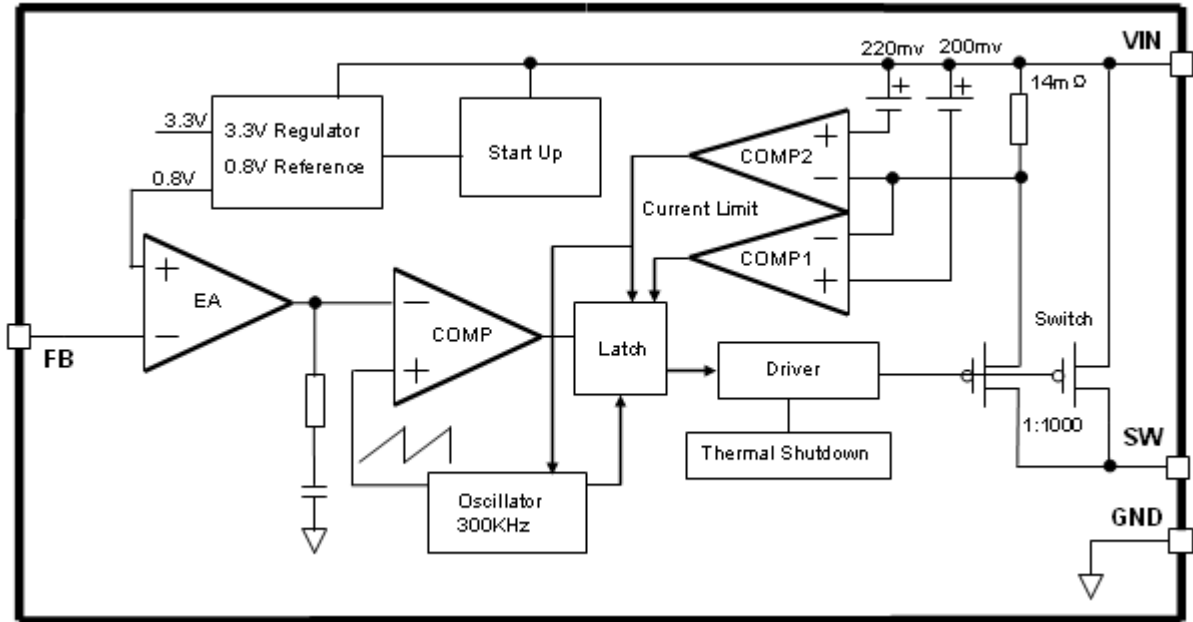 220mv
200mv
VIN
14mΩ
+
+
3.3V
3.3V Regulator
0.8V Reference
Start Up
+
COMP2
−
0.8V
Current Limit
−
COMP1
+
+
EA
−
−
COMP
+
FB
Latch
Switch
Driver
1:1000
Thermal Shutdown
SW
Oscillator
300KHz
GND